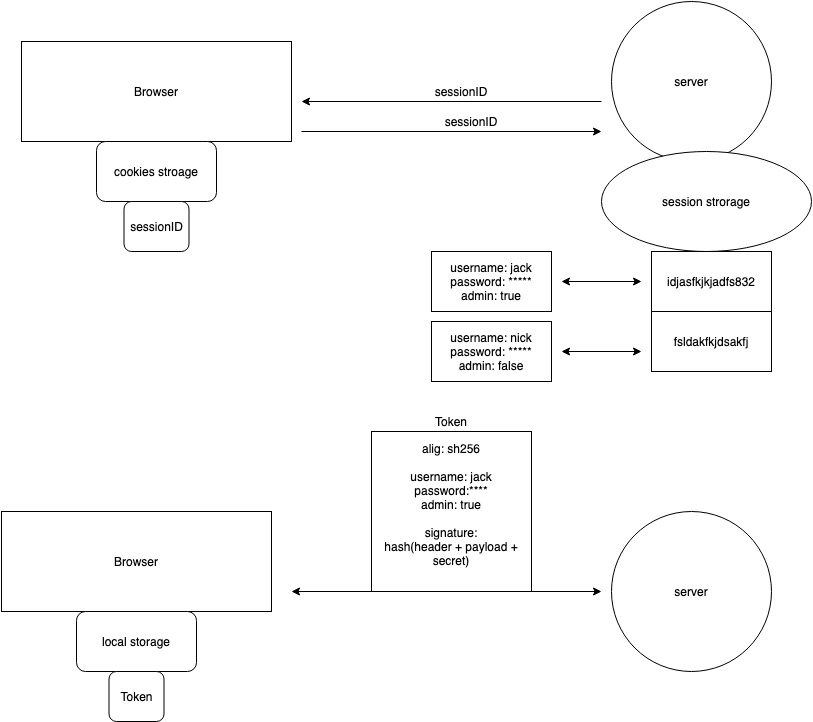 Browser
server
sessionID
sessionID
cookies stroage
session strorage
sessionID
username: jack
password: *****
admin: true
idjasfkjkjadfs832
username: nick
password: *****
admin: false
fsldakfkjdsakfj
Token
alig: sh256
username: jack
password:****
admin: true
signature:
hash(header + payload +
secret)
Browser
server
local storage
Token